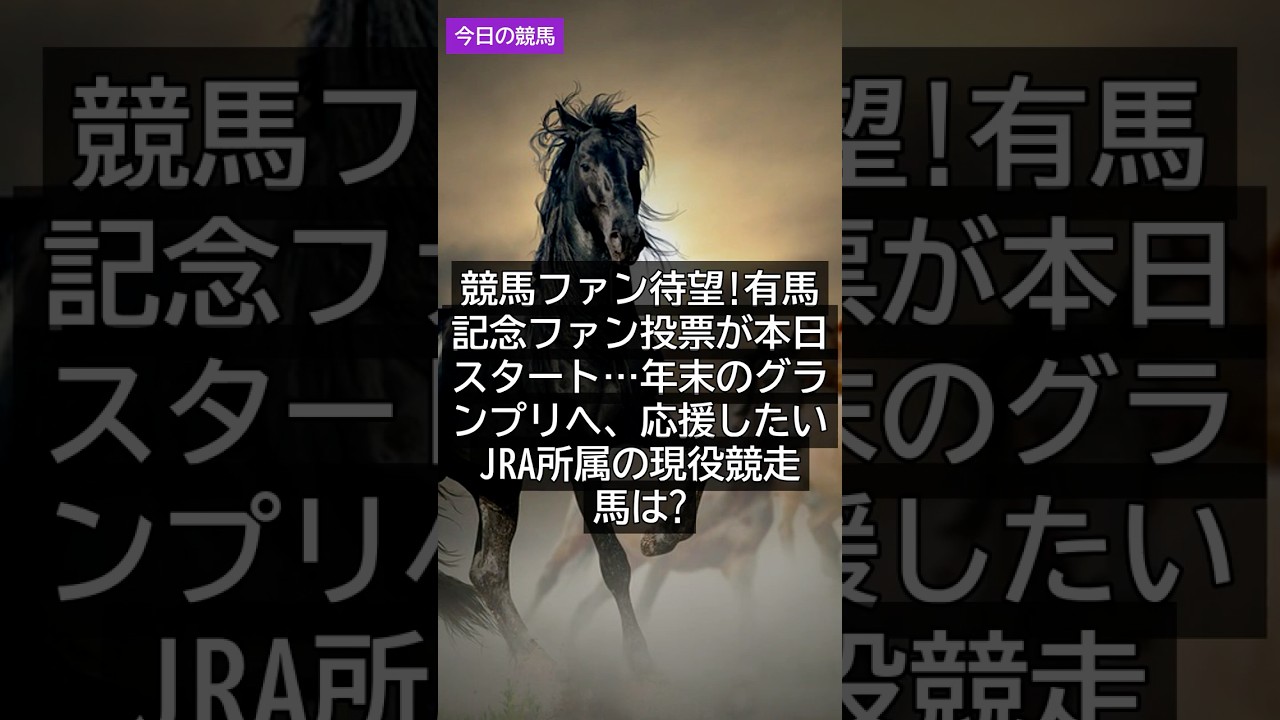 今日の競馬
競馬ファン待望!有馬
記念ファン投票が本日
スタート…年末のグラ
ンプリへ、応援したい
JRA所属の現役競走
馬は?